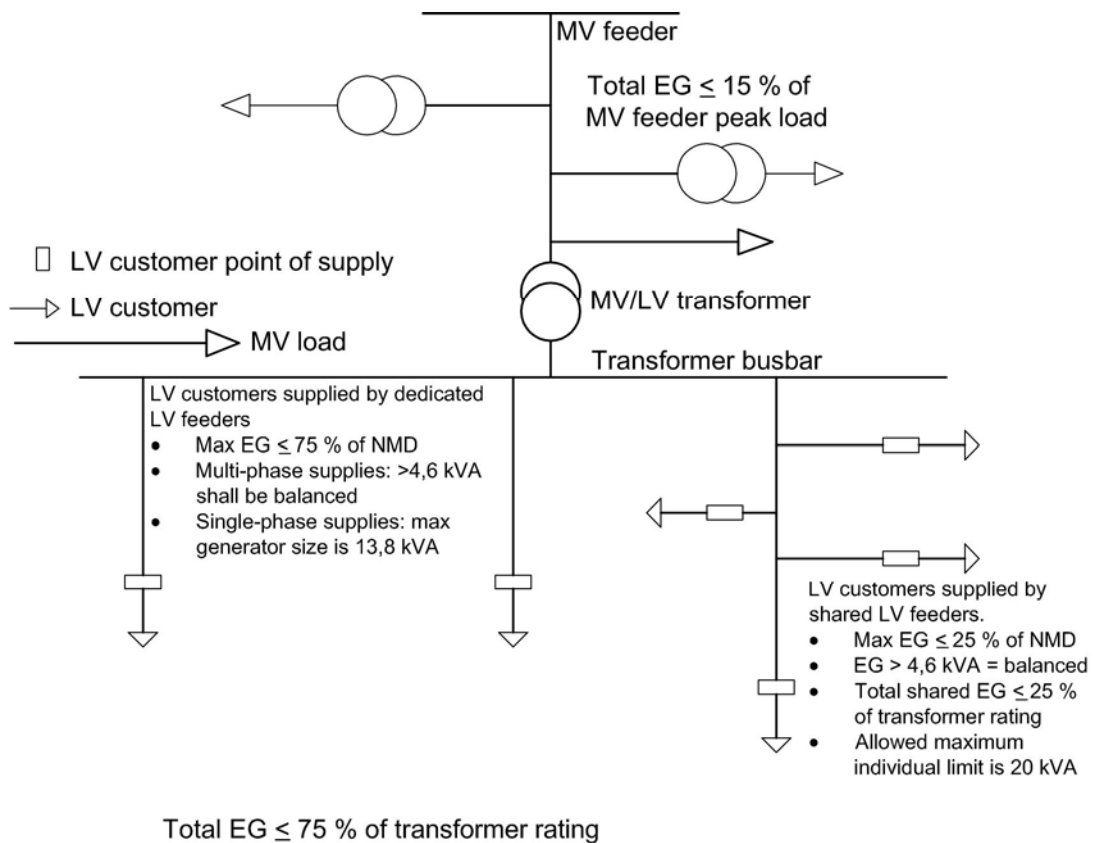 MV feeder
Total EG ≤ 15 % of
MV feeder peak load
LV customer point of supply
LV customer
MV load
MV/LV transformer
Transformer busbar
LV customers supplied by dedicated
LV feeders
• Max EG ≤ 75 % of NMD
• Multi-phase supplies: >4,6 kVA
shall be balanced
• Single-phase supplies: max
generator size is 13,8 kVA
LV customers supplied by
shared LV feeders.
• Max EG ≤ 25 % of NMD
• EG > 4,6 kVA = balanced
• Total shared EG ≤ 25 %
of transformer rating
• Allowed maximum
individual limit is 20 kVA
Total EG ≤ 75 % of transformer rating